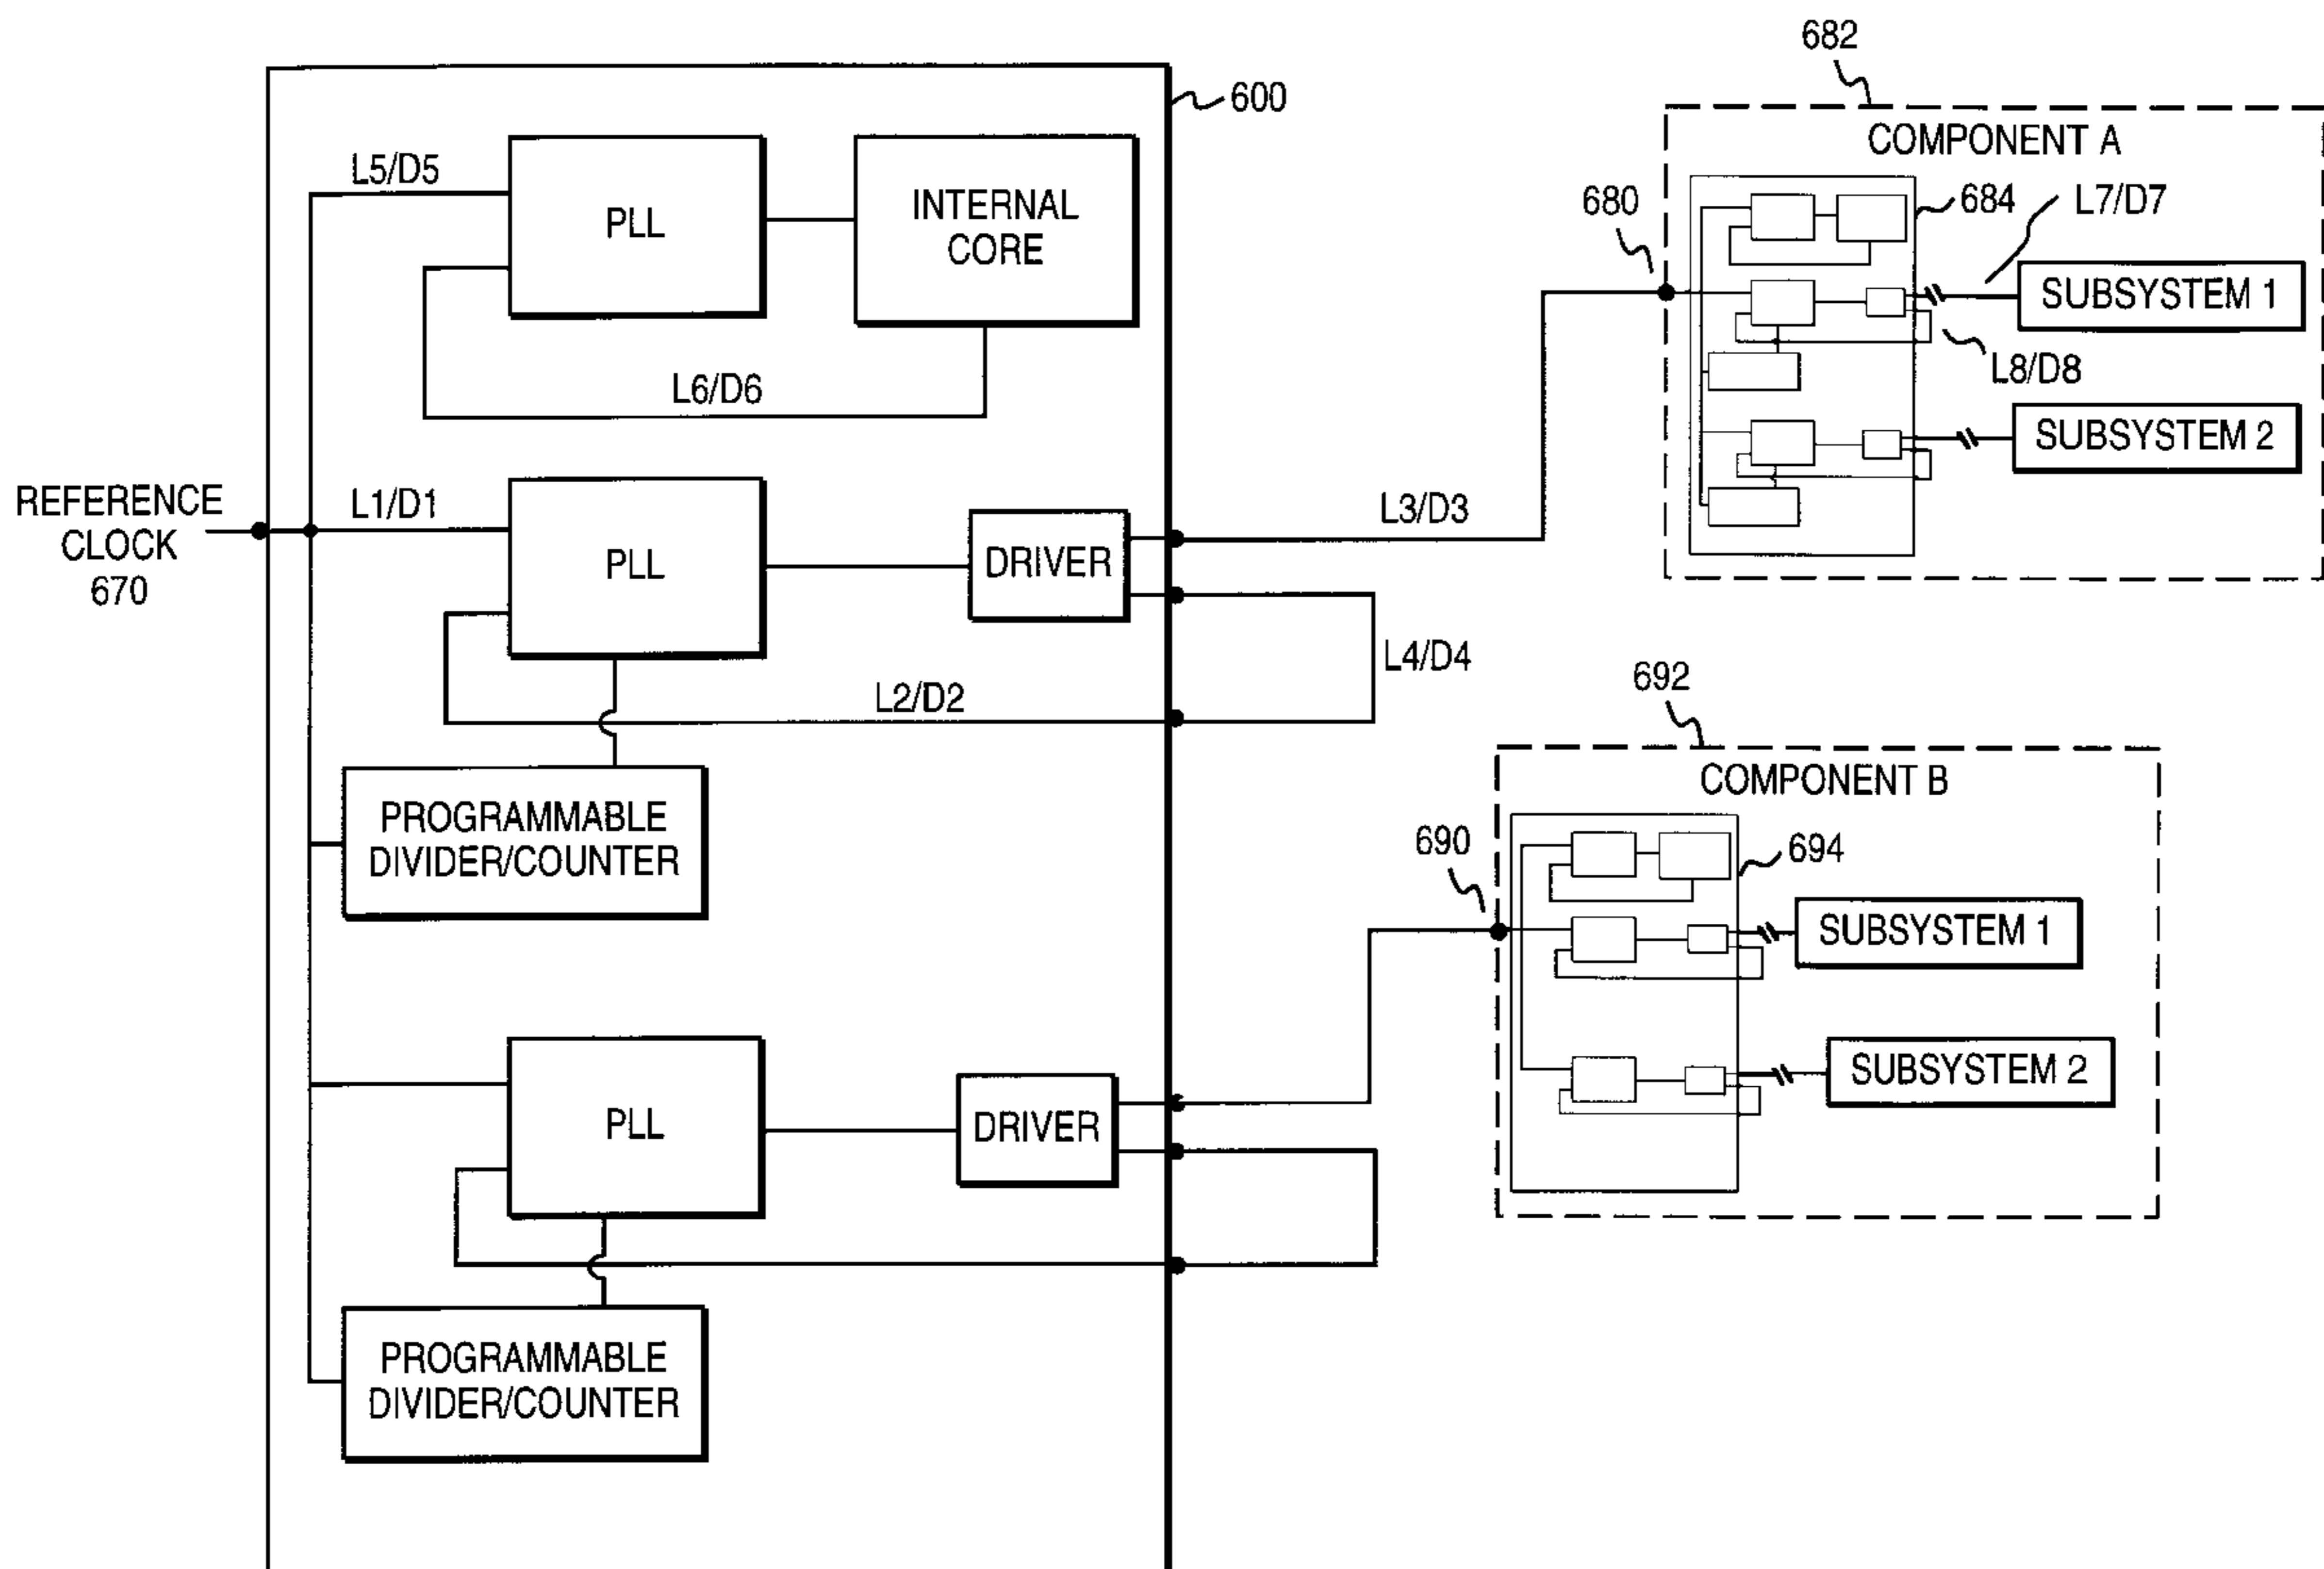 682
600
COMPONENT A
L5/D5
PLL
INTERNAL
CORE
680
684
L7/D7
SUBSYSTEM 1
L6/D6
L8/D8
SUBSYSTEM 2
REFERENCE
CLOCK
670
L1/D1
PLL
DRIVER
L3/D3
L4/D4
L2/D2
692
COMPONENT B
PROGRAMMABLE
DIVIDER/COUNTER
690
694
SUBSYSTEM 1
SUBSYSTEM 2
PLL
DRIVER
PROGRAMMABLE
DIVIDER/COUNTER